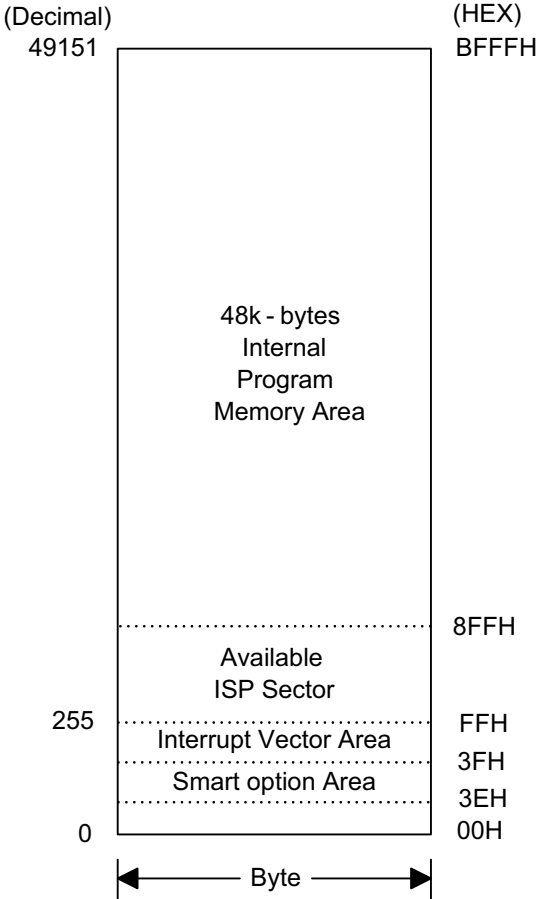 (Decimal) (HEX)
49151 BFFFH
48k - bytes
Internal
Program
Memory Area
8FFH
Available
ISP Sector
255 FFH
Interrupt Vector Area
3FH
Smart option Area
3EH
0 00H
Byte